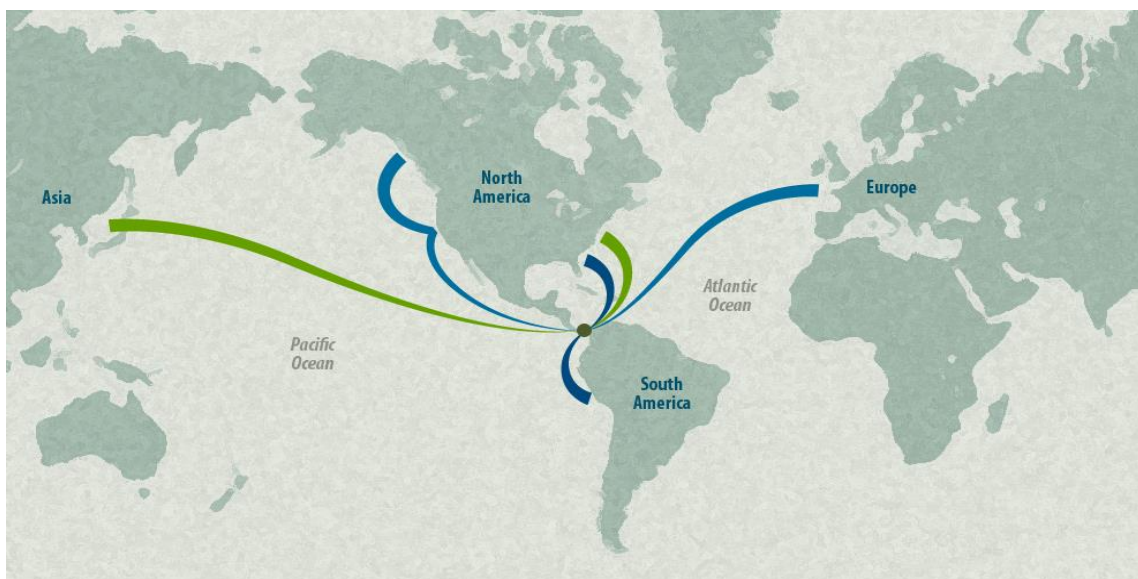 North
America
Asia
Europe
Atlantic
Ocean
Pacific
Ocean
South
America